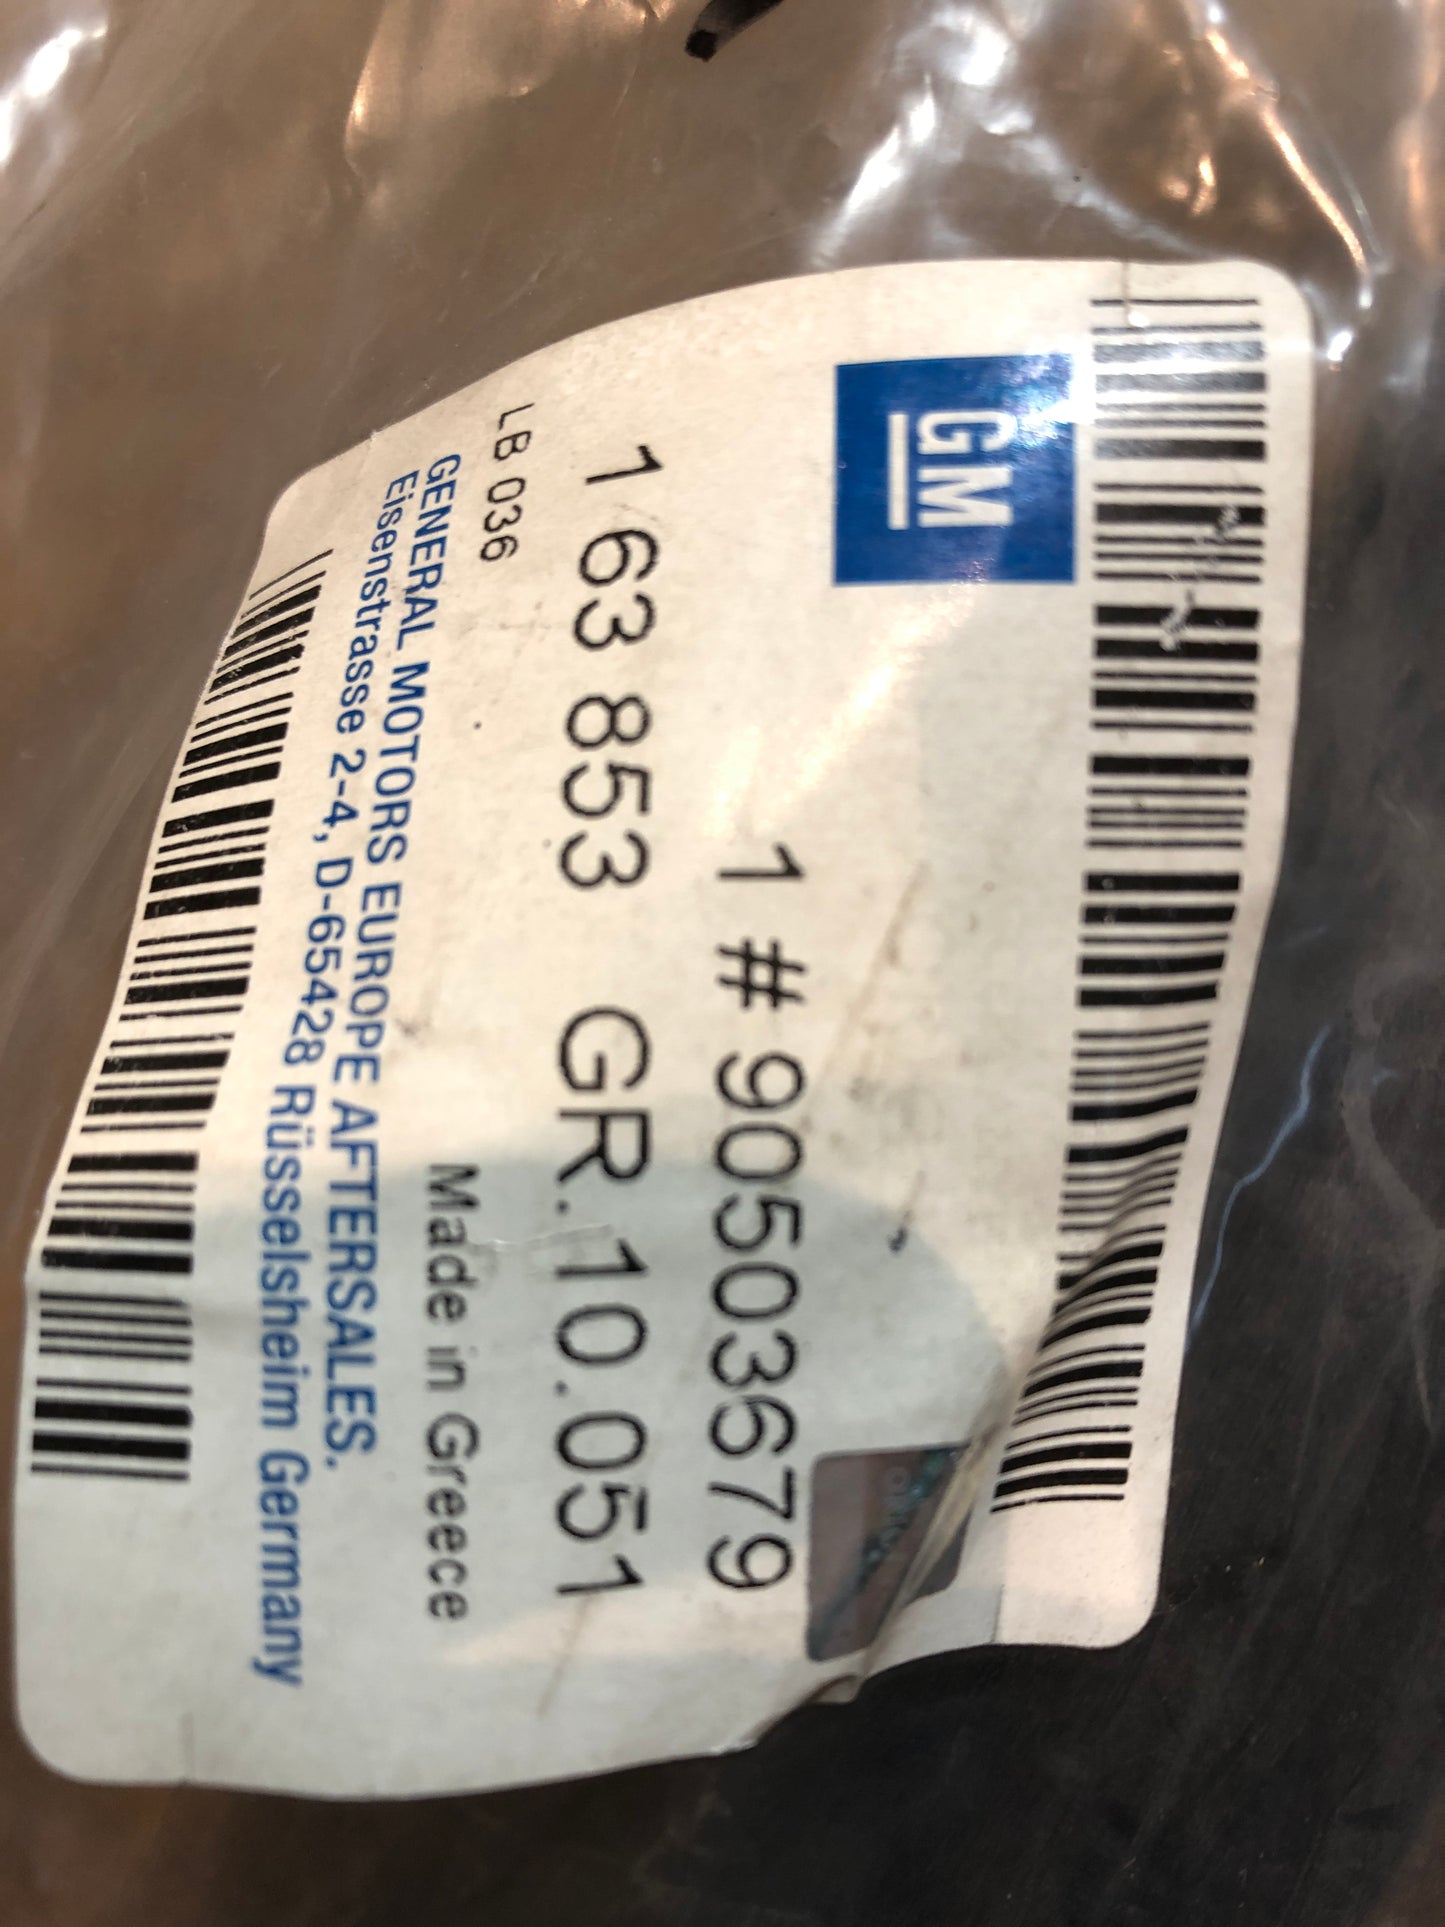 GM
1 # 90503679
1 63 853 GR.10.051
LB 036
Made in Greece
GENERAL MOTORS EUROPE AFTERSALES.
Eisenstrasse 2-4, D-65428 Rüsselsheim Germany